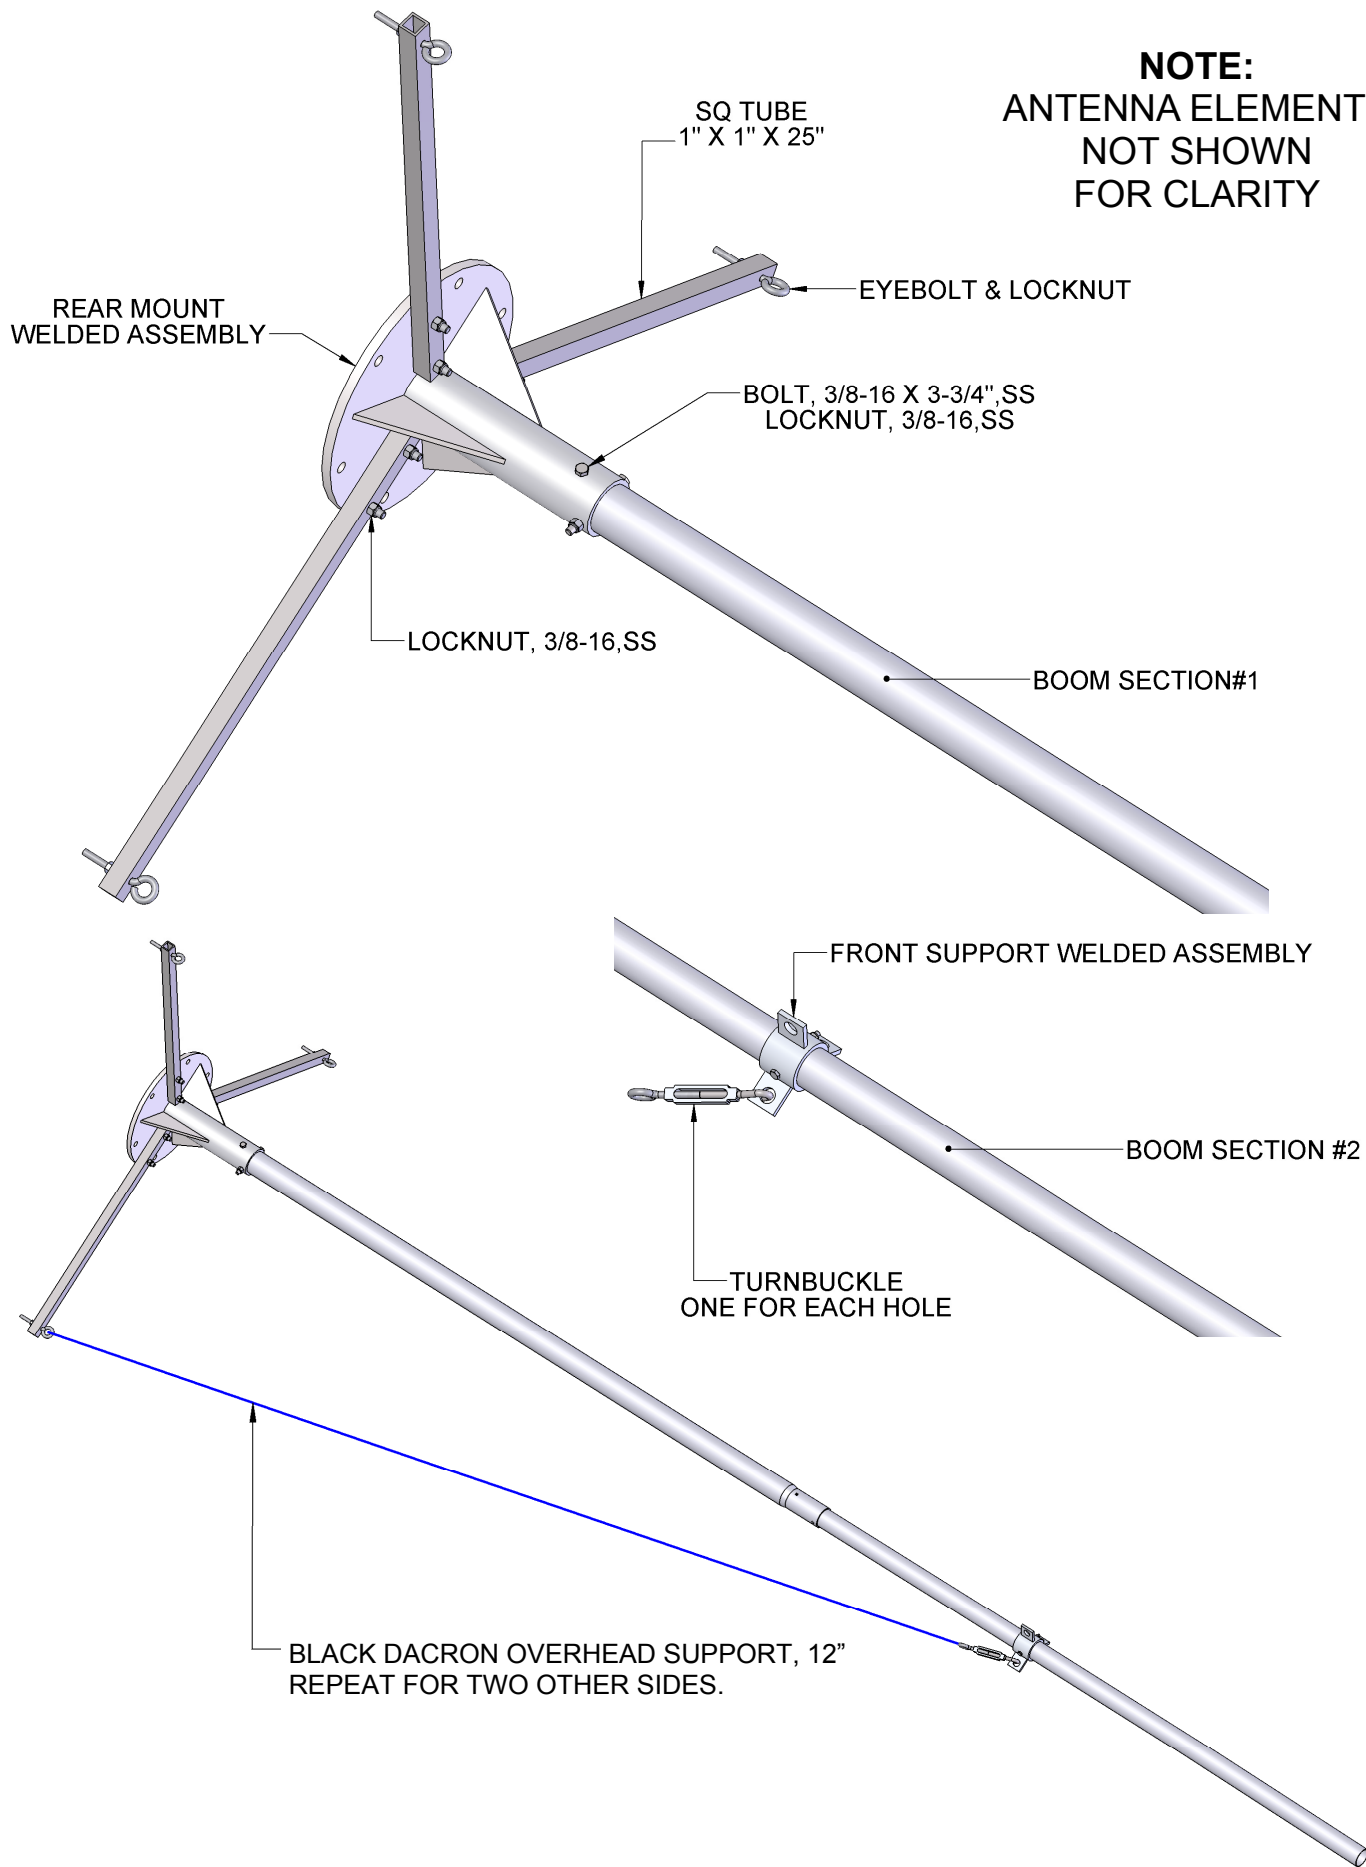 NOTE:
ANTENNA ELEMENT
NOT SHOWN
FOR CLARITY
SQ TUBE
1" X 1" X 25"
EYEBOLT & LOCKNUT
REAR MOUNT
WELDED ASSEMBLY
BOLT, 3/8-16 X 3-3/4",SS
LOCKNUT, 3/8-16,SS
LOCKNUT, 3/8-16,SS
BOOM SECTION#1
FRONT SUPPORT WELDED ASSEMBLY
BOOM SECTION #2
TURNBUCKLE
ONE FOR EACH HOLE
BLACK DACRON OVERHEAD SUPPORT, 12”
REPEAT FOR TWO OTHER SIDES.